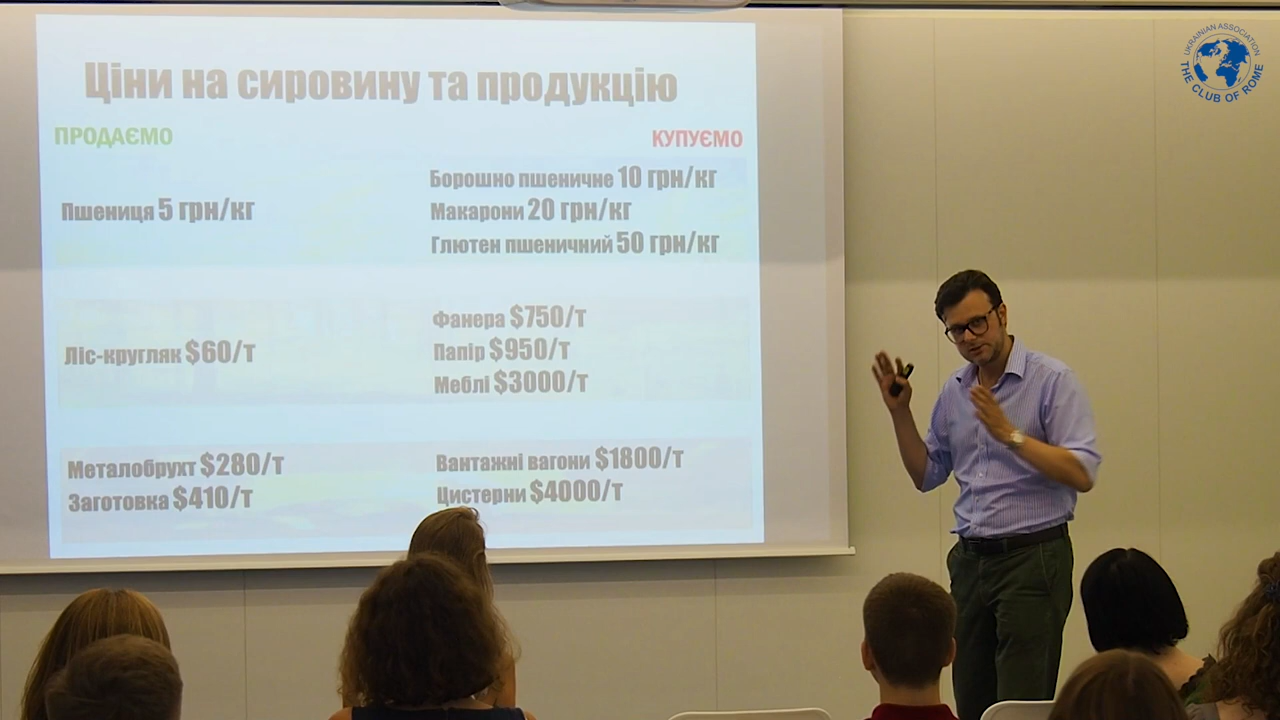 Ціни на сировину та продукцію
ПРОДАЄМО
КУПУЄМО
Пшениця 5 грн/кг
Борошно пшеничне 10 грн/кг
Макарони 20 грн/кг
Глютен пшеничний 50 грн/кг
Ліс-кругляк $60/т
Фанера $750/т
Папір $950/т
Меблі $3000/т
Металобрухт $280/т
Заготовка $410/т
Вантажні вагони $1800/т
Цистерни $4000/т
UKRAINIAN ASSOCIATION
THE CLUB OF ROME